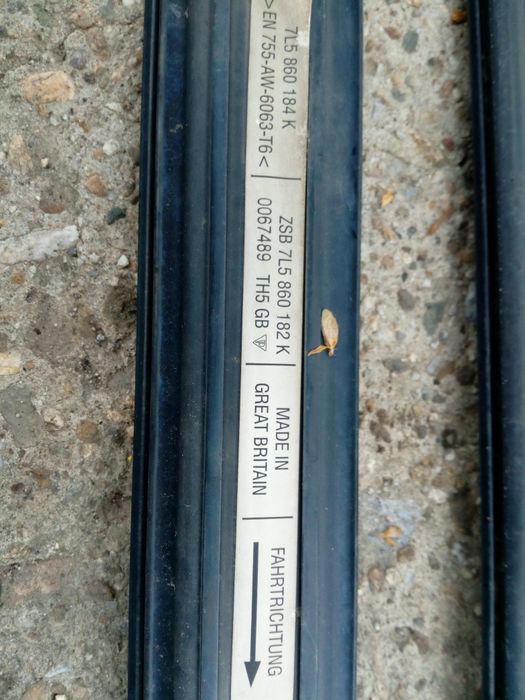 7L5 860 184 K
>EN 755-AW-6063-T6<
ZSB 7L5 860 182 K
0067489 TH5 GB
MADE IN
GREAT BRITAIN
FAHRTRICHTUNG